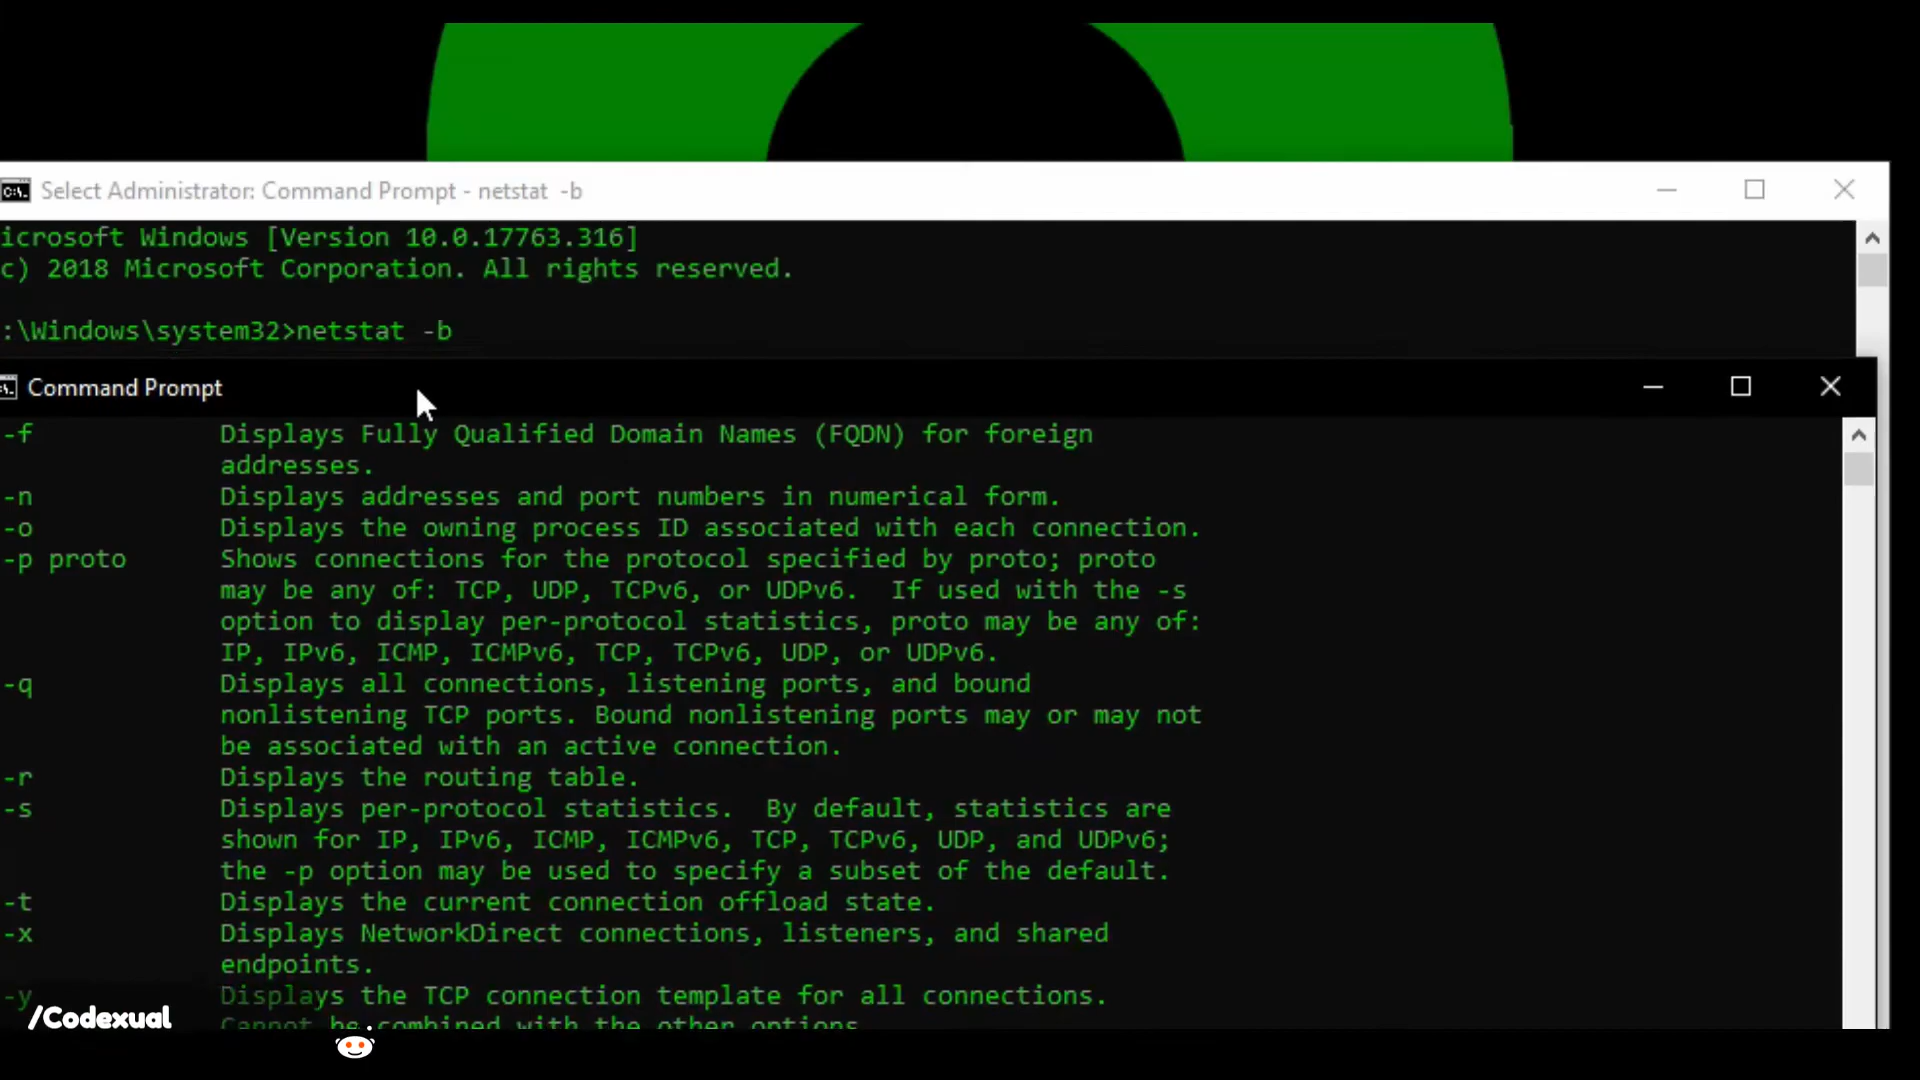 Select Administrator: Command Prompt - netstat -b
icrosoft Windows [Version 10.0.17763.316]
c) 2018 Microsoft Corporation. All rights reserved.
:\Windows\system32>netstat -b
Command Prompt
-f Displays Fully Qualified Domain Names (FQDN) for foreign
addresses.
-n Displays addresses and port numbers in numerical form.
-o Displays the owning process ID associated with each connection.
-p proto Shows connections for the protocol specified by proto; proto
may be any of: TCP, UDP, TCPv6, or UDPv6. If used with the -s
option to display per-protocol statistics, proto may be any of:
IP, IPv6, ICMP, ICMPv6, TCP, TCPv6, UDP, or UDPv6.
-q Displays all connections, listening ports, and bound
nonlistening TCP ports. Bound nonlistening ports may or may not
be associated with an active connection.
-r Displays the routing table.
-s Displays per-protocol statistics. By default, statistics are
shown for IP, IPv6, ICMP, ICMPv6, TCP, TCPv6, UDP, and UDPv6;
the -p option may be used to specify a subset of the default.
-t Displays the current connection offload state.
-x Displays NetworkDirect connections, listeners, and shared
endpoints.
-y Displays the TCP connection template for all connections.
Cannot be combined with the other options
/Codexual